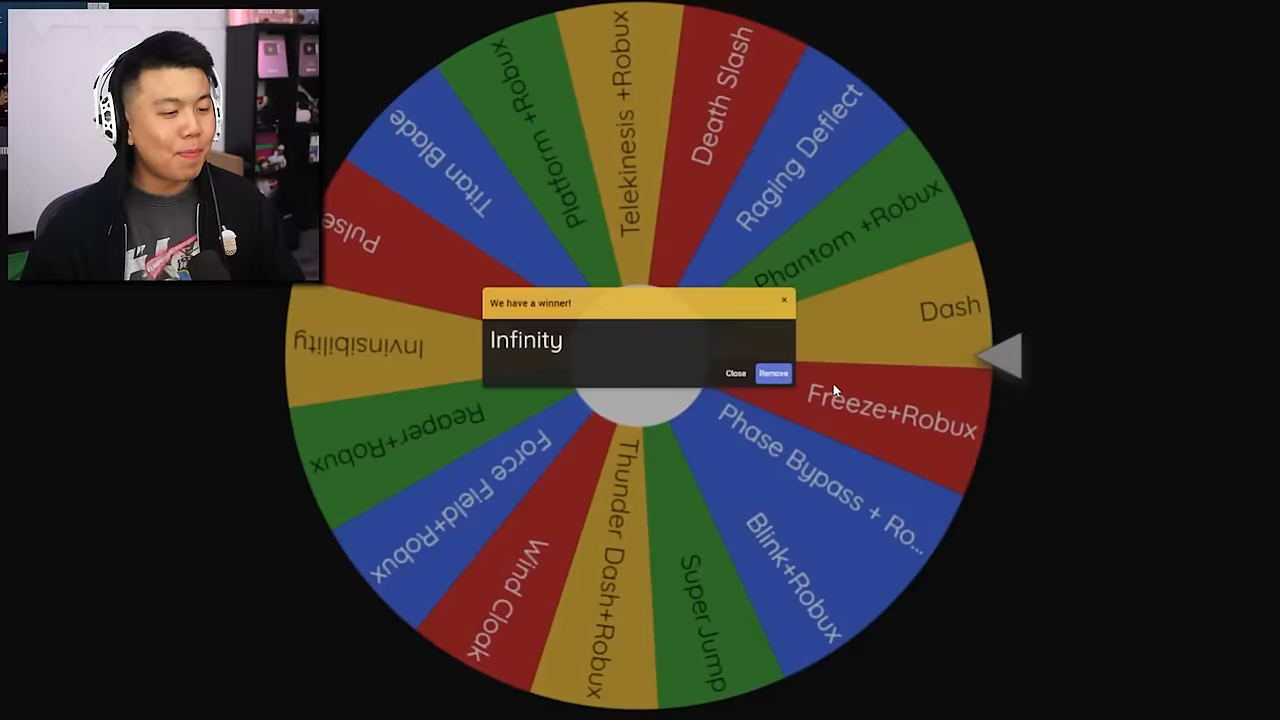 Telekinesis +Robux
Death Slash
Raging Deflect
Phantom +Robux
Dash
Freeze+Robux
Phase Bypass + Ro...
Blink+Robux
Super Jump
Thunder Dash+Robux
Wind Cloak
Force Field+Robux
Reaper+Robux
Invinsibility
Pulse
Titan Blade
Platform +Robux
We have a winner!
×
Infinity
Close
Remove